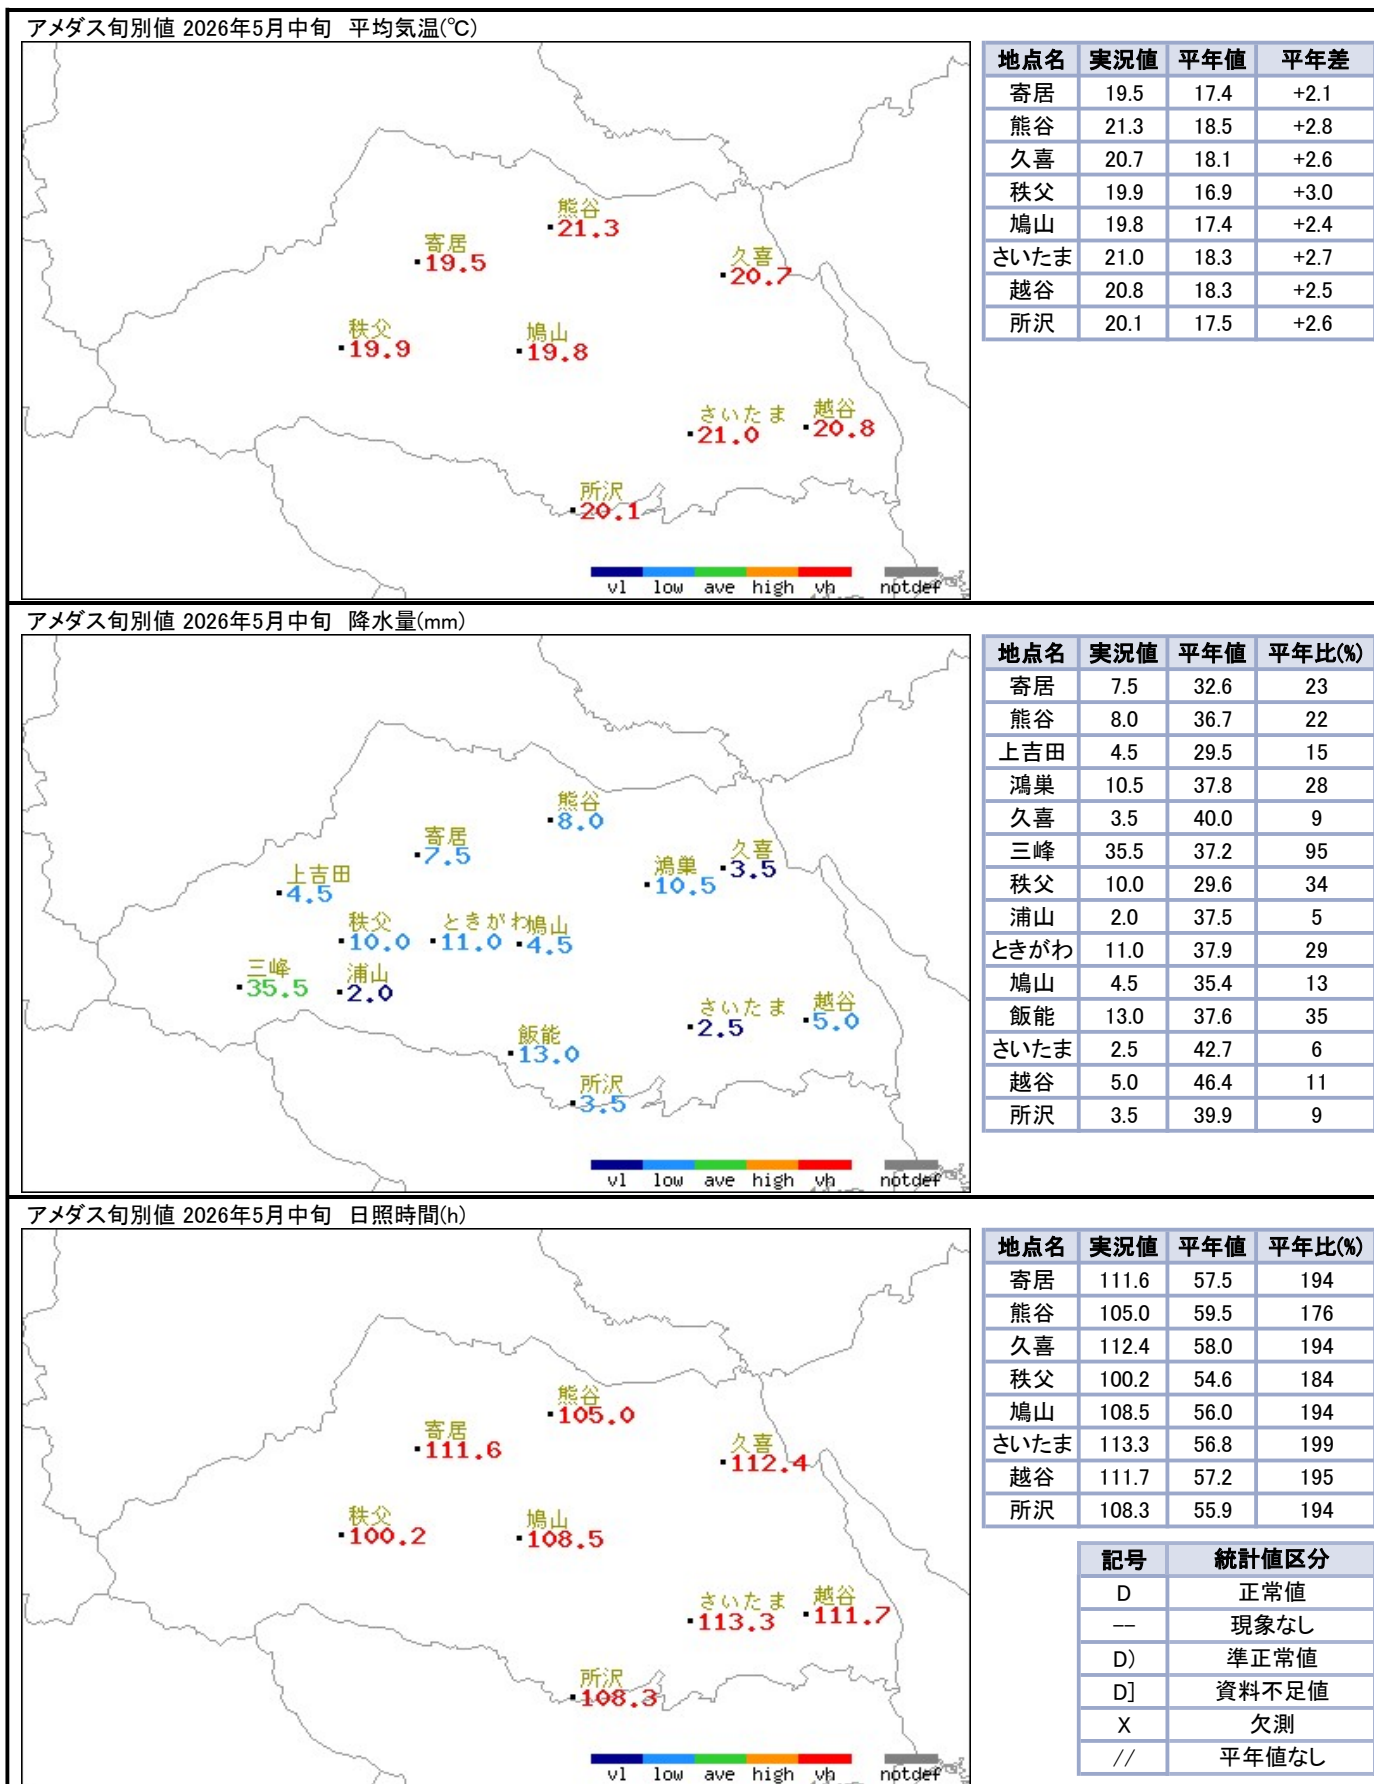 アメダス旬別値 2026年5月中旬 平均気温(℃)
熊谷
21.3
寄居
19.5
久喜
20.7
秩父
19.9
鳩山
19.8
さいたま
21.0
越谷
20.8
所沢
20.1
vl low ave high vh notdef
地点名 実況値 平年値 平年差
寄居 19.5 17.4 +2.1
熊谷 21.3 18.5 +2.8
久喜 20.7 18.1 +2.6
秩父 19.9 16.9 +3.0
鳩山 19.8 17.4 +2.4
さいたま 21.0 18.3 +2.7
越谷 20.8 18.3 +2.5
所沢 20.1 17.5 +2.6
アメダス旬別値 2026年5月中旬 降水量(mm)
熊谷
8.0
寄居
7.5
上吉田
4.5
鴻巣
10.5
久喜
3.5
秩父
10.0
ときがわ
11.0
鳩山
4.5
三峰
35.5
浦山
2.0
さいたま
2.5
越谷
5.0
飯能
13.0
所沢
3.5
vl low ave high vh notdef
地点名 実況値 平年値 平年比(%)
寄居 7.5 32.6 23
熊谷 8.0 36.7 22
上吉田 4.5 29.5 15
鴻巣 10.5 37.8 28
久喜 3.5 40.0 9
三峰 35.5 37.2 95
秩父 10.0 29.6 34
浦山 2.0 37.5 5
ときがわ 11.0 37.9 29
鳩山 4.5 35.4 13
飯能 13.0 37.6 35
さいたま 2.5 42.7 6
越谷 5.0 46.4 11
所沢 3.5 39.9 9
アメダス旬別値 2026年5月中旬 日照時間(h)
熊谷
105.0
寄居
111.6
久喜
112.4
秩父
100.2
鳩山
108.5
さいたま
113.3
越谷
111.7
所沢
108.3
vl low ave high vh notdef
地点名 実況値 平年値 平年比(%)
寄居 111.6 57.5 194
熊谷 105.0 59.5 176
久喜 112.4 58.0 194
秩父 100.2 54.6 184
鳩山 108.5 56.0 194
さいたま 113.3 56.8 199
越谷 111.7 57.2 195
所沢 108.3 55.9 194
記号 統計値区分
D 正常値
-- 現象なし
D) 準正常値
D] 資料不足値
X 欠測
// 平年値なし